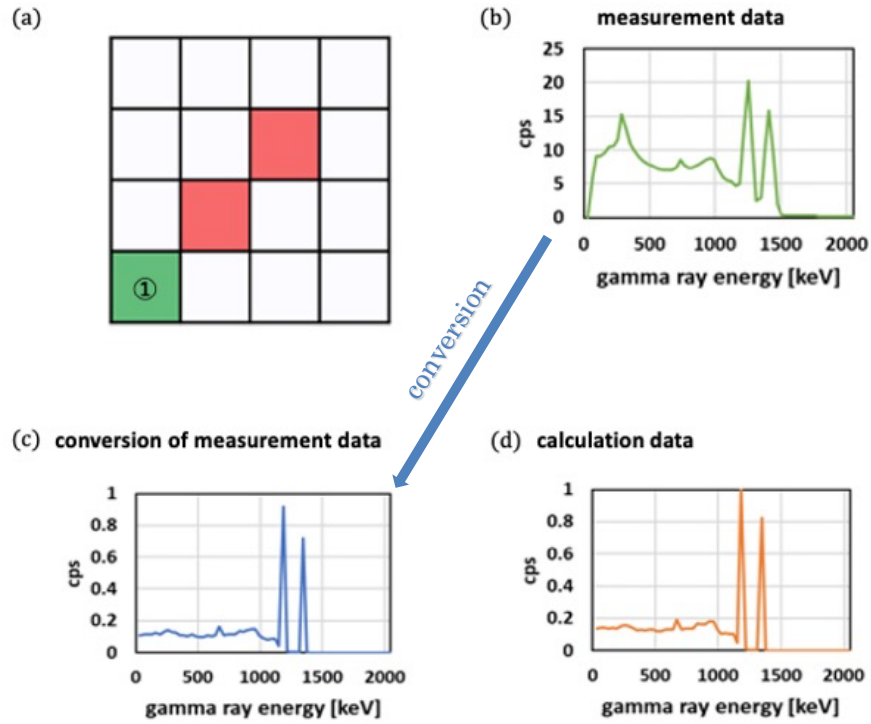 (a)
①
(b) measurement data
25
20
15
10
5
0
cps
0 500 1000 1500 2000
gamma ray energy [keV]
conversion
(c) conversion of measurement data
1
0.8
0.6
0.4
0.2
0
cps
0 500 1000 1500 2000
gamma ray energy [keV]
(d) calculation data
1
0.8
0.6
0.4
0.2
0
cps
0 500 1000 1500 2000
gamma ray energy [keV]